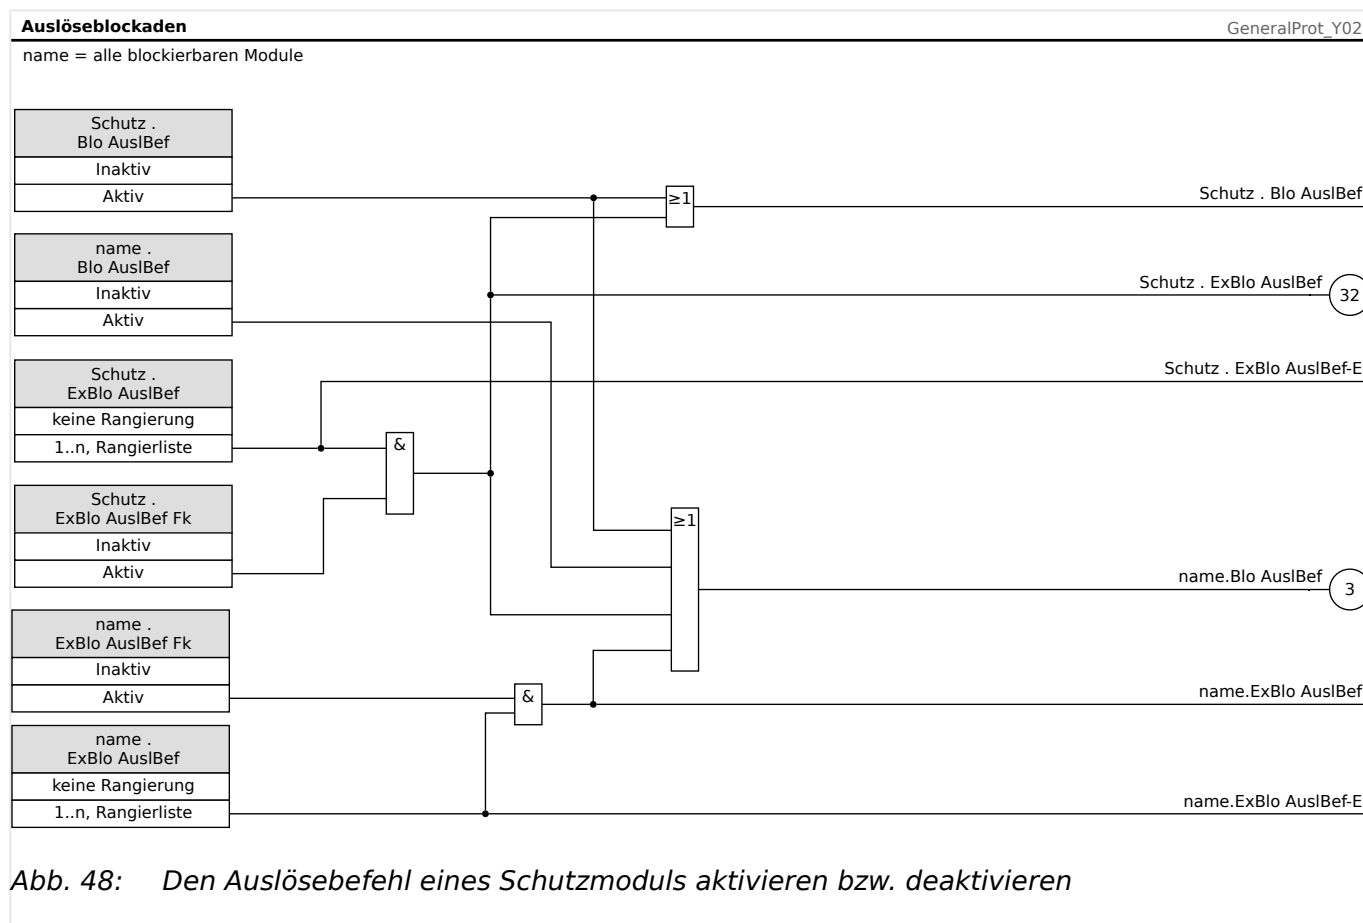 Auslöseblockaden
GeneralProt_Y02
name = alle blockierbaren Module
Schutz .
Blo AuslBef
Inaktiv
Aktiv
≥1
Schutz . Blo AuslBef
name .
Blo AuslBef
Inaktiv
Aktiv
Schutz . ExBlo AuslBef
32
Schutz .
ExBlo AuslBef
keine Rangierung
1..n, Rangierliste
Schutz . ExBlo AuslBef-E
&
Schutz .
ExBlo AuslBef Fk
Inaktiv
Aktiv
≥1
name.Blo AuslBef
3
name .
ExBlo AuslBef Fk
Inaktiv
Aktiv
&
name.ExBlo AuslBef
name .
ExBlo AuslBef
keine Rangierung
1..n, Rangierliste
name.ExBlo AuslBef-E
Abb. 48: Den Auslösebefehl eines Schutzmoduls aktivieren bzw. deaktivieren